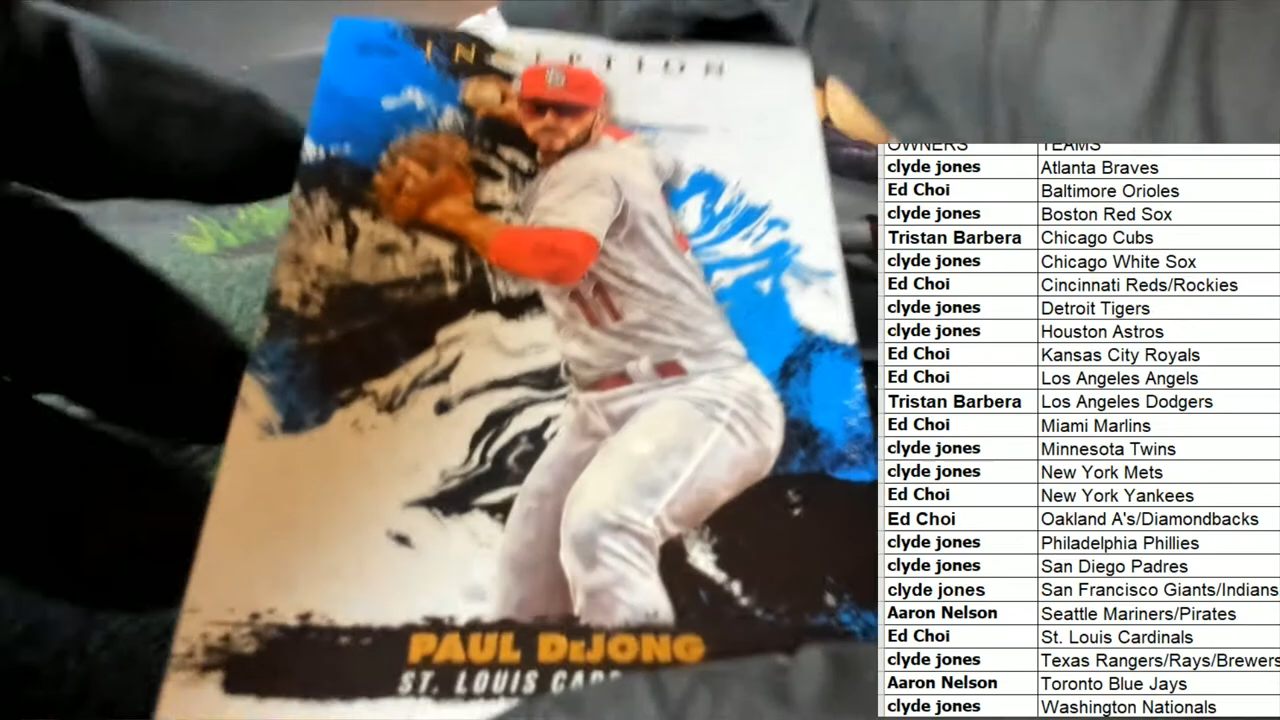 INCEPTION
11
PAUL DeJONG
ST. LOUIS
OWNERS TEAMS
clyde jones Atlanta Braves
Ed Choi Baltimore Orioles
clyde jones Boston Red Sox
Tristan Barbera Chicago Cubs
clyde jones Chicago White Sox
Ed Choi Cincinnati Reds/Rockies
clyde jones Detroit Tigers
clyde jones Houston Astros
Ed Choi Kansas City Royals
Ed Choi Los Angeles Angels
Tristan Barbera Los Angeles Dodgers
Ed Choi Miami Marlins
clyde jones Minnesota Twins
clyde jones New York Mets
Ed Choi New York Yankees
Ed Choi Oakland A's/Diamondbacks
clyde jones Philadelphia Phillies
clyde jones San Diego Padres
clyde jones San Francisco Giants/Indians
Aaron Nelson Seattle Mariners/Pirates
Ed Choi St. Louis Cardinals
clyde jones Texas Rangers/Rays/Brewers
Aaron Nelson Toronto Blue Jays
clyde jones Washington Nationals